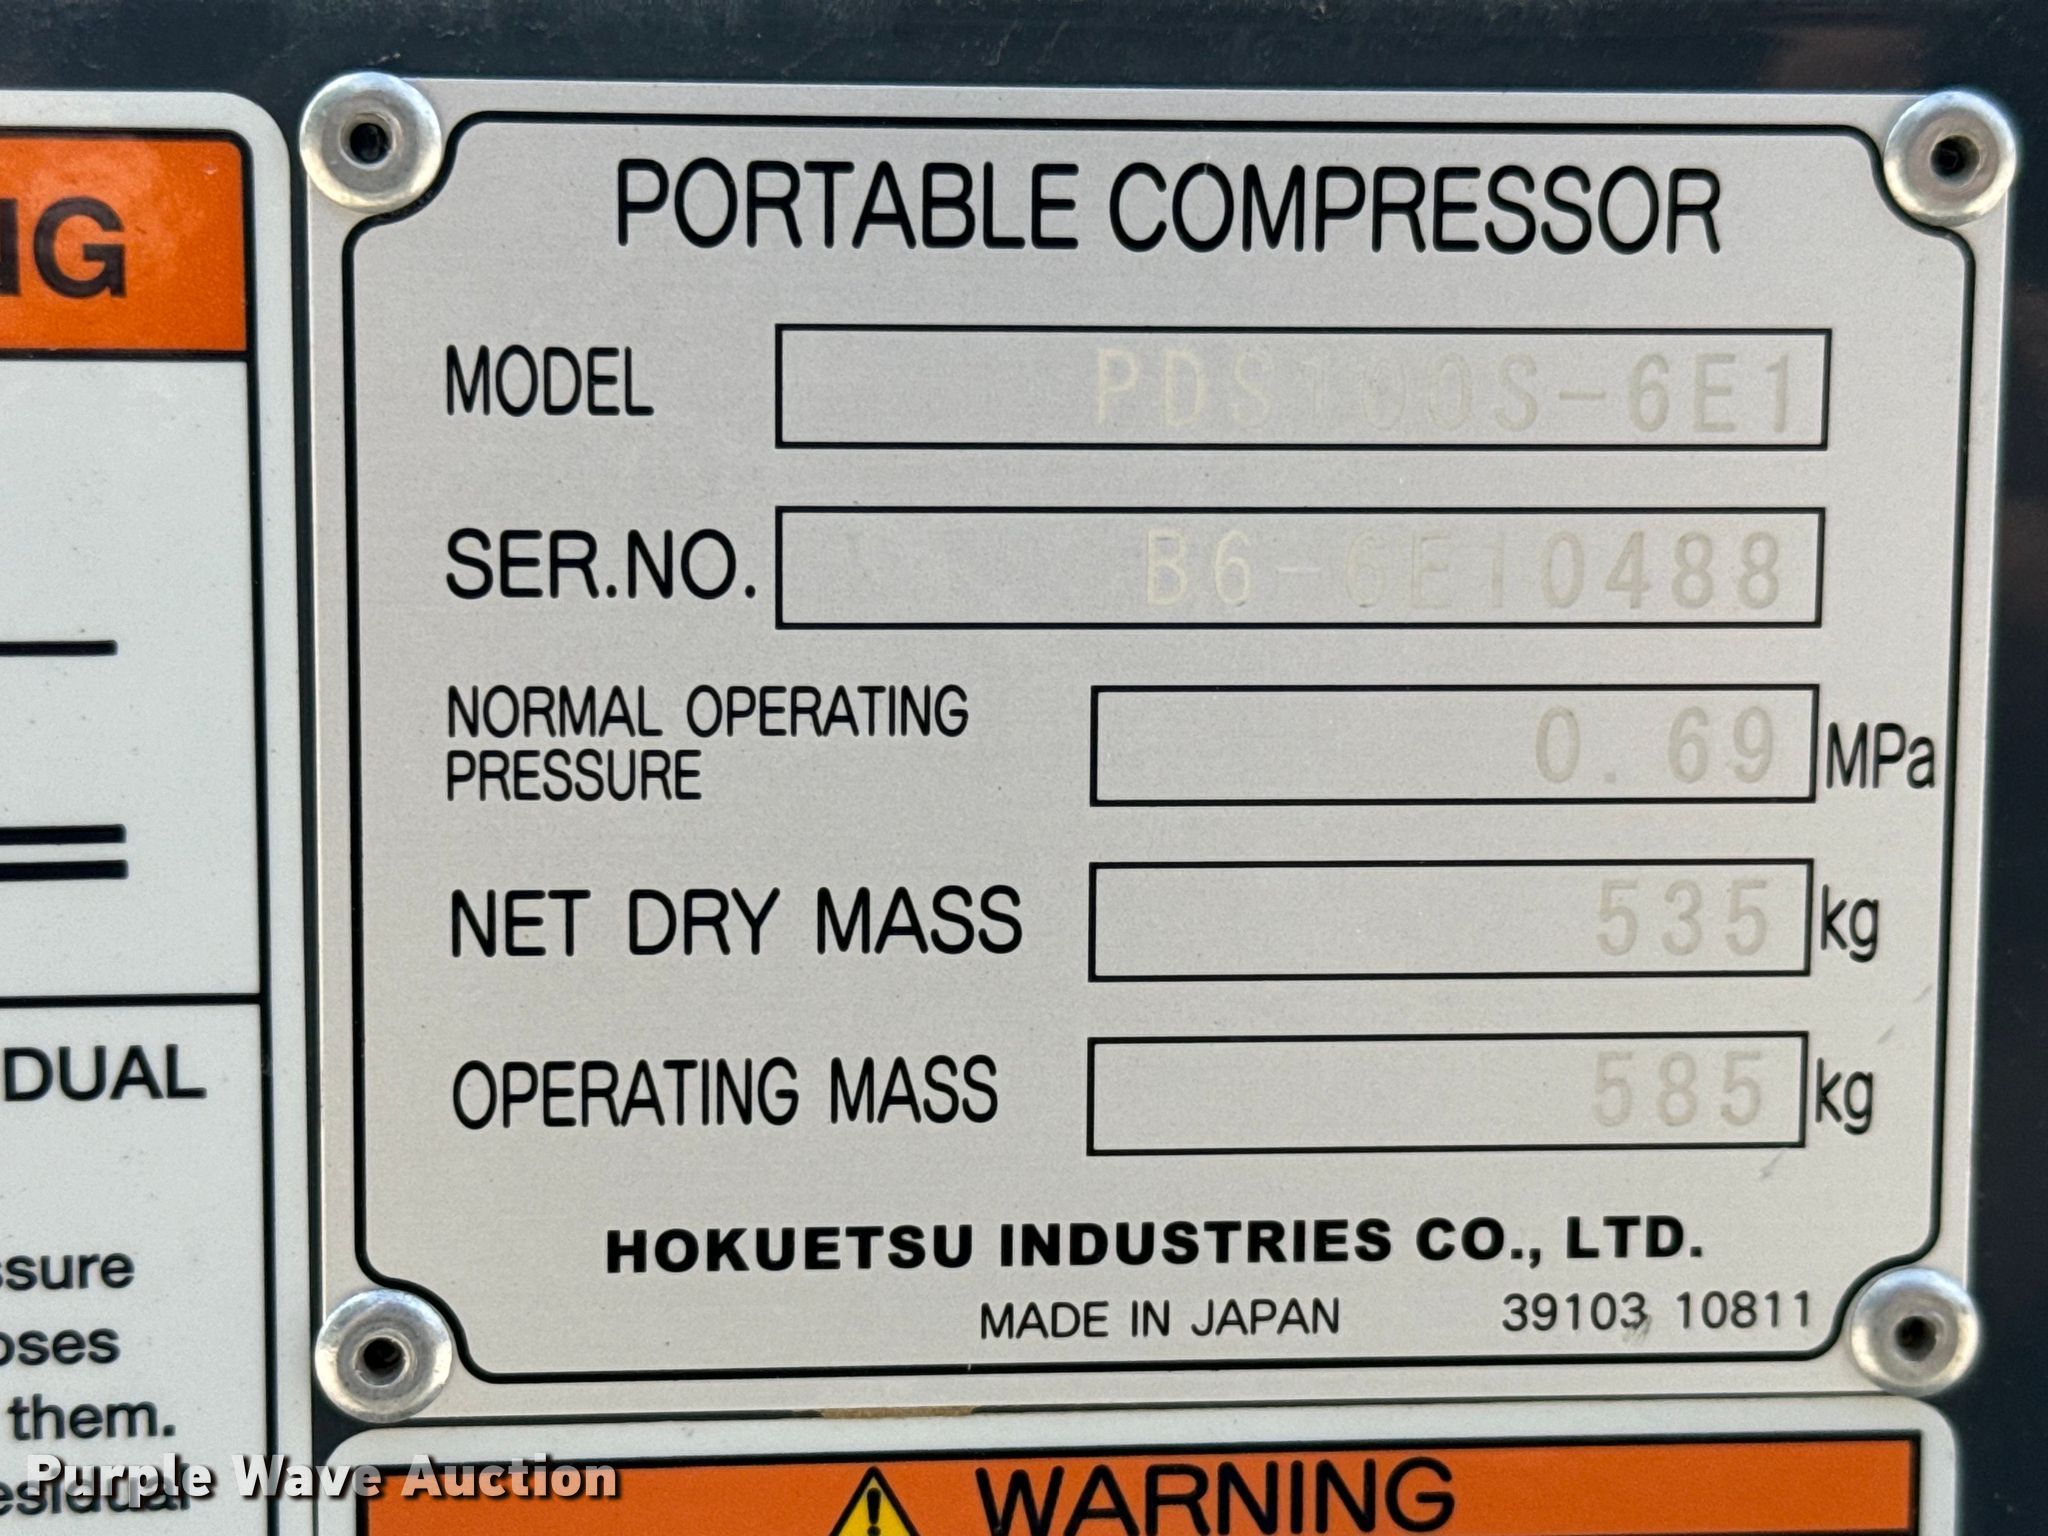 NG
DUAL
ssure
oses
them.
esidual
PORTABLE COMPRESSOR
MODEL PDS100S-6E1
SER.NO. B6-6E10488
NORMAL OPERATING
PRESSURE 0.69 MPa
NET DRY MASS 535 kg
OPERATING MASS 585 kg
HOKUETSU INDUSTRIES CO., LTD.
MADE IN JAPAN 39103 10811
WARNING
Purple Wave Auction